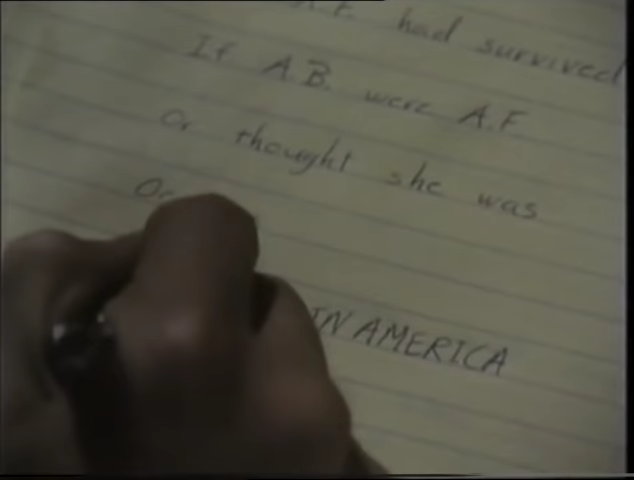 A.F. had survived
If A.B. were A.F
Or thought she was
Or
IN AMERICA